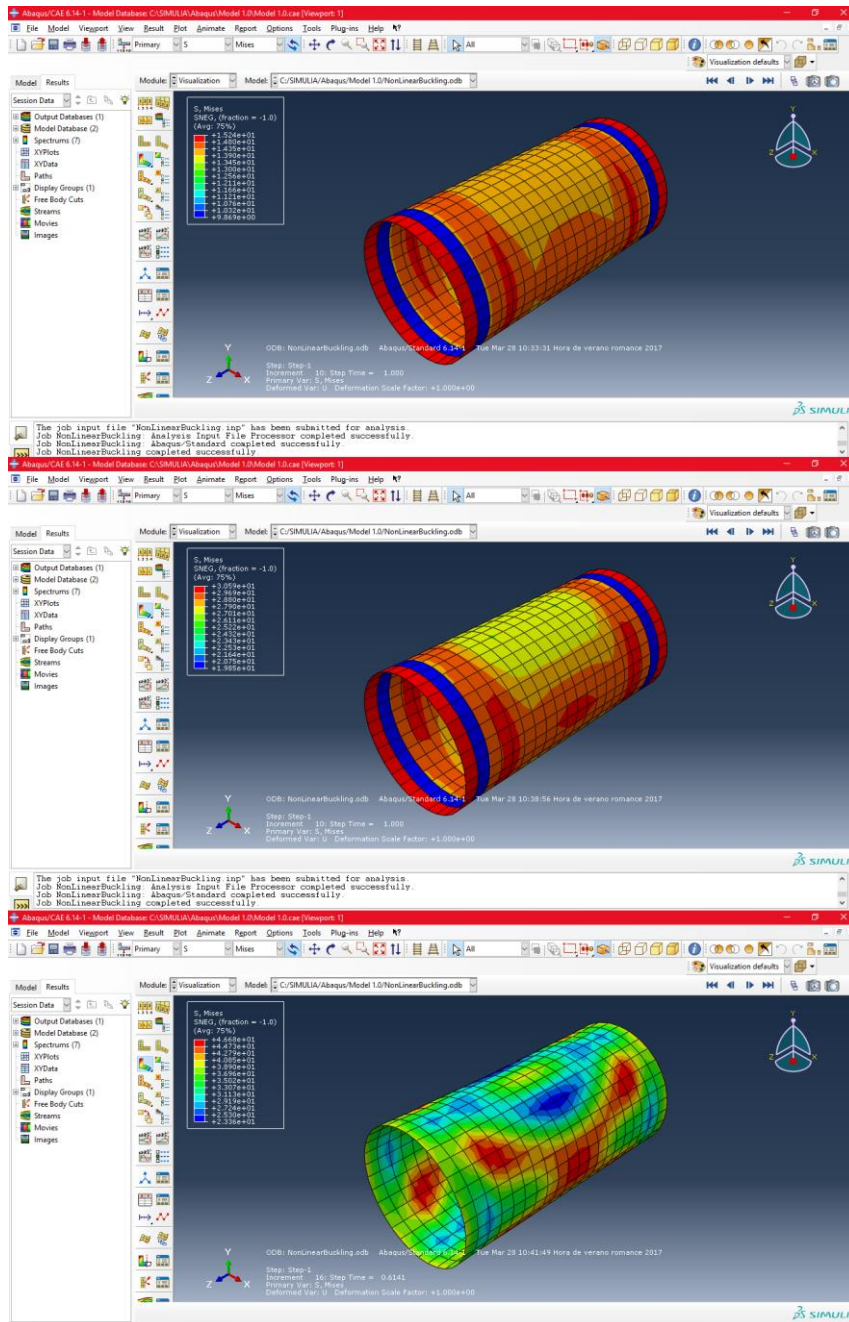 Abaqus/CAE 6.14-1 - Model Database: C:\SIMULIA\Abaqus\Model 1.0\Model 1.0.cae [Viewport: 1]
File Model Viewport View Result Plot Animate Report Options Tools Plug-ins Help
Primary S Mises All
Visualization defaults
Model Results Module: Visualization Model: C:/SIMULIA/Abaqus/Model 1.0/NonLinearBuckling.odb
Session Data
Output Databases (1)
Model Database (2)
Spectrums (7)
XYPlots
XYData
Paths
Display Groups (1)
Free Body Cuts
Streams
Movies
Images
S, Mises
SNEG, (fraction = -1.0)
(Avg: 75%)
+1.524e+01
+1.480e+01
+1.435e+01
+1.390e+01
+1.345e+01
+1.300e+01
+1.256e+01
+1.211e+01
+1.166e+01
+1.121e+01
+1.076e+01
+1.032e+01
+9.869e+00
Y
Z X
Y
Z X
ODB: NonLinearBuckling.odb Abaqus/Standard 6.14-1 Tue Mar 28 10:33:31 Hora de verano romance 2017
Step: Step-1
Increment 10: Step Time = 1.000
Primary Var: S, Mises
Deformed Var: U Deformation Scale Factor: +1.000e+00
SIMULI
The job input file "NonLinearBuckling.inp" has been submitted for analysis.
Job NonLinearBuckling: Analysis Input File Processor completed successfully.
Job NonLinearBuckling: Abaqus/Standard completed successfully.
Job NonLinearBuckling completed successfully.
Abaqus/CAE 6.14-1 - Model Database: C:\SIMULIA\Abaqus\Model 1.0\Model 1.0.cae [Viewport: 1]
File Model Viewport View Result Plot Animate Report Options Tools Plug-ins Help
Primary S Mises All
Visualization defaults
Model Results Module: Visualization Model: C:/SIMULIA/Abaqus/Model 1.0/NonLinearBuckling.odb
Session Data
Output Databases (1)
Model Database (2)
Spectrums (7)
XYPlots
XYData
Paths
Display Groups (1)
Free Body Cuts
Streams
Movies
Images
S, Mises
SNEG, (fraction = -1.0)
(Avg: 75%)
+3.059e+01
+2.969e+01
+2.880e+01
+2.790e+01
+2.701e+01
+2.611e+01
+2.522e+01
+2.432e+01
+2.343e+01
+2.253e+01
+2.164e+01
+2.075e+01
+1.985e+01
Y
Z X
Y
Z X
ODB: NonLinearBuckling.odb Abaqus/Standard 6.14-1 Tue Mar 28 10:38:56 Hora de verano romance 2017
Step: Step-1
Increment 10: Step Time = 1.000
Primary Var: S, Mises
Deformed Var: U Deformation Scale Factor: +1.000e+00
SIMULI
The job input file "NonLinearBuckling.inp" has been submitted for analysis.
Job NonLinearBuckling: Analysis Input File Processor completed successfully.
Job NonLinearBuckling: Abaqus/Standard completed successfully.
Job NonLinearBuckling completed successfully.
Abaqus/CAE 6.14-1 - Model Database: C:\SIMULIA\Abaqus\Model 1.0\Model 1.0.cae [Viewport: 1]
File Model Viewport View Result Plot Animate Report Options Tools Plug-ins Help
Primary S Mises All
Visualization defaults
Model Results Module: Visualization Model: C:/SIMULIA/Abaqus/Model 1.0/NonLinearBuckling.odb
Session Data
Output Databases (1)
Model Database (2)
Spectrums (7)
XYPlots
XYData
Paths
Display Groups (1)
Free Body Cuts
Streams
Movies
Images
S, Mises
SNEG, (fraction = -1.0)
(Avg: 75%)
+4.668e+01
+4.473e+01
+4.279e+01
+4.085e+01
+3.890e+01
+3.696e+01
+3.502e+01
+3.307e+01
+3.113e+01
+2.919e+01
+2.724e+01
+2.530e+01
+2.336e+01
Y
Z X
Y
Z X
ODB: NonLinearBuckling.odb Abaqus/Standard 6.14-1 Tue Mar 28 10:41:49 Hora de verano romance 2017
Step: Step-1
Increment 16: Step Time = 0.6141
Primary Var: S, Mises
Deformed Var: U Deformation Scale Factor: +1.000e+00
SIMULI